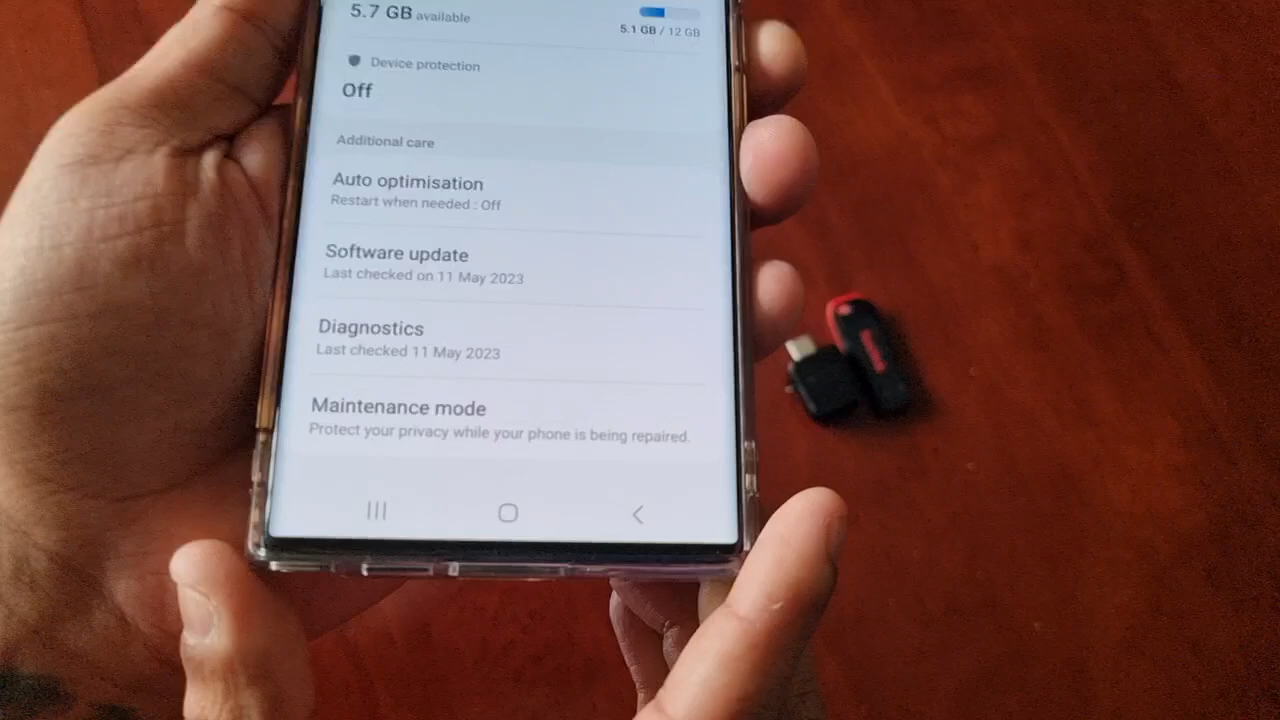 5.7 GB available
5.1 GB / 12 GB
Device protection
Off
Additional care
Auto optimisation
Restart when needed : Off
Software update
Last checked on 11 May 2023
Diagnostics
Last checked 11 May 2023
Maintenance mode
Protect your privacy while your phone is being repaired.